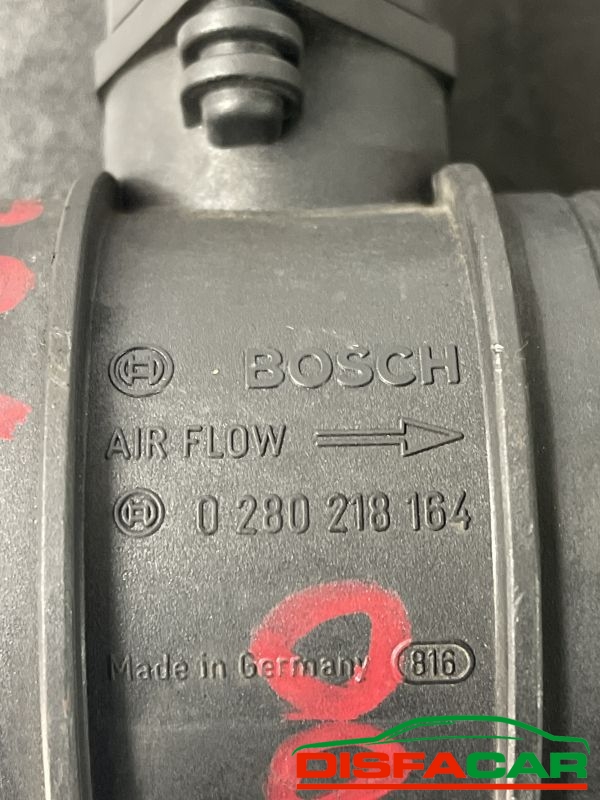 BOSCH
AIR FLOW
0 280 218 164
Made in Germany 816
DISFACAR